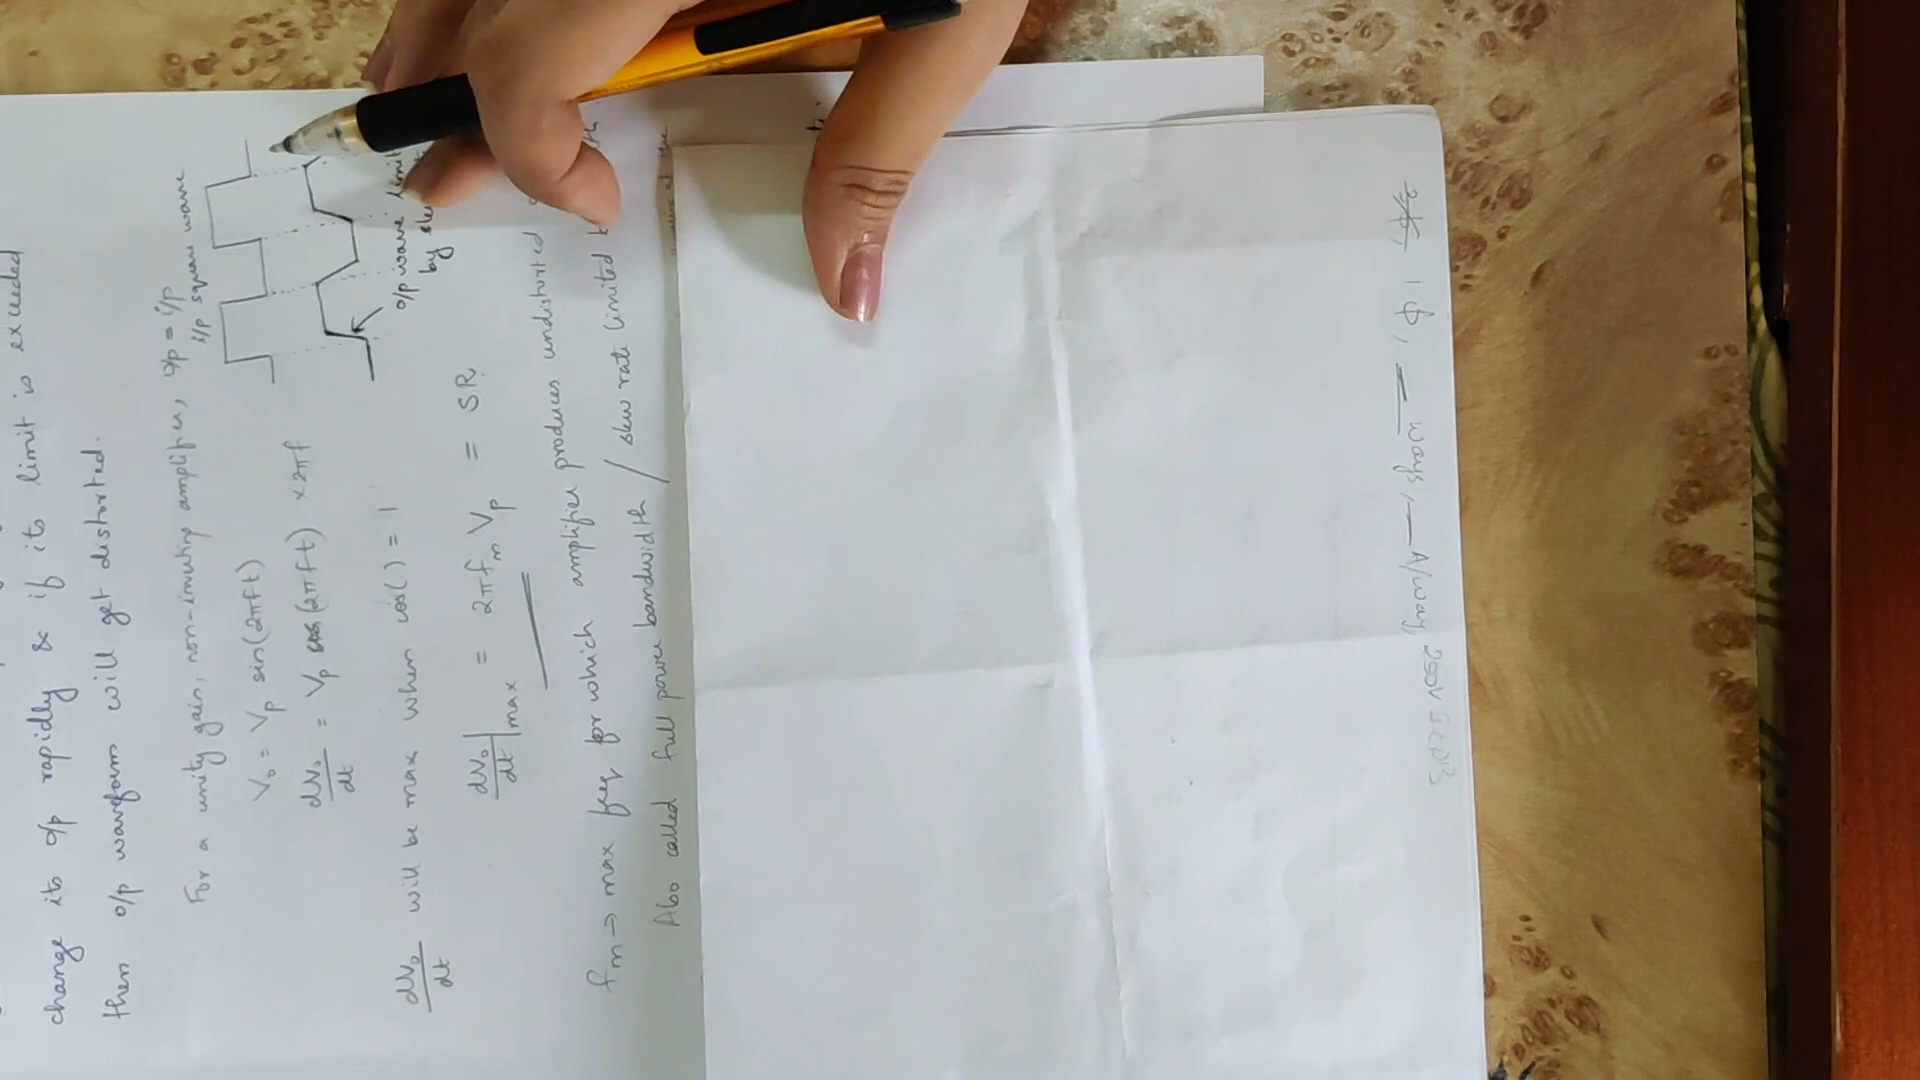 change its o/p rapidly & if its limit is exceeded
then o/p waveform will get distorted.
For a unity gain, non-inverting amplifier, o/p = i/p
i/p square wave
V₀ = Vp sin(2πft)
dV₀/dt = Vp cos(2πft) × 2πf
o/p wave limit
by slew
dV₀/dt will be max when cos( ) = 1
dV₀/dt|max = 2πfm Vp = SR
fm → max freq for which amplifier produces undistorted
Also called full power bandwidth / slew rate limited
1 ϕ, ways, A/way,